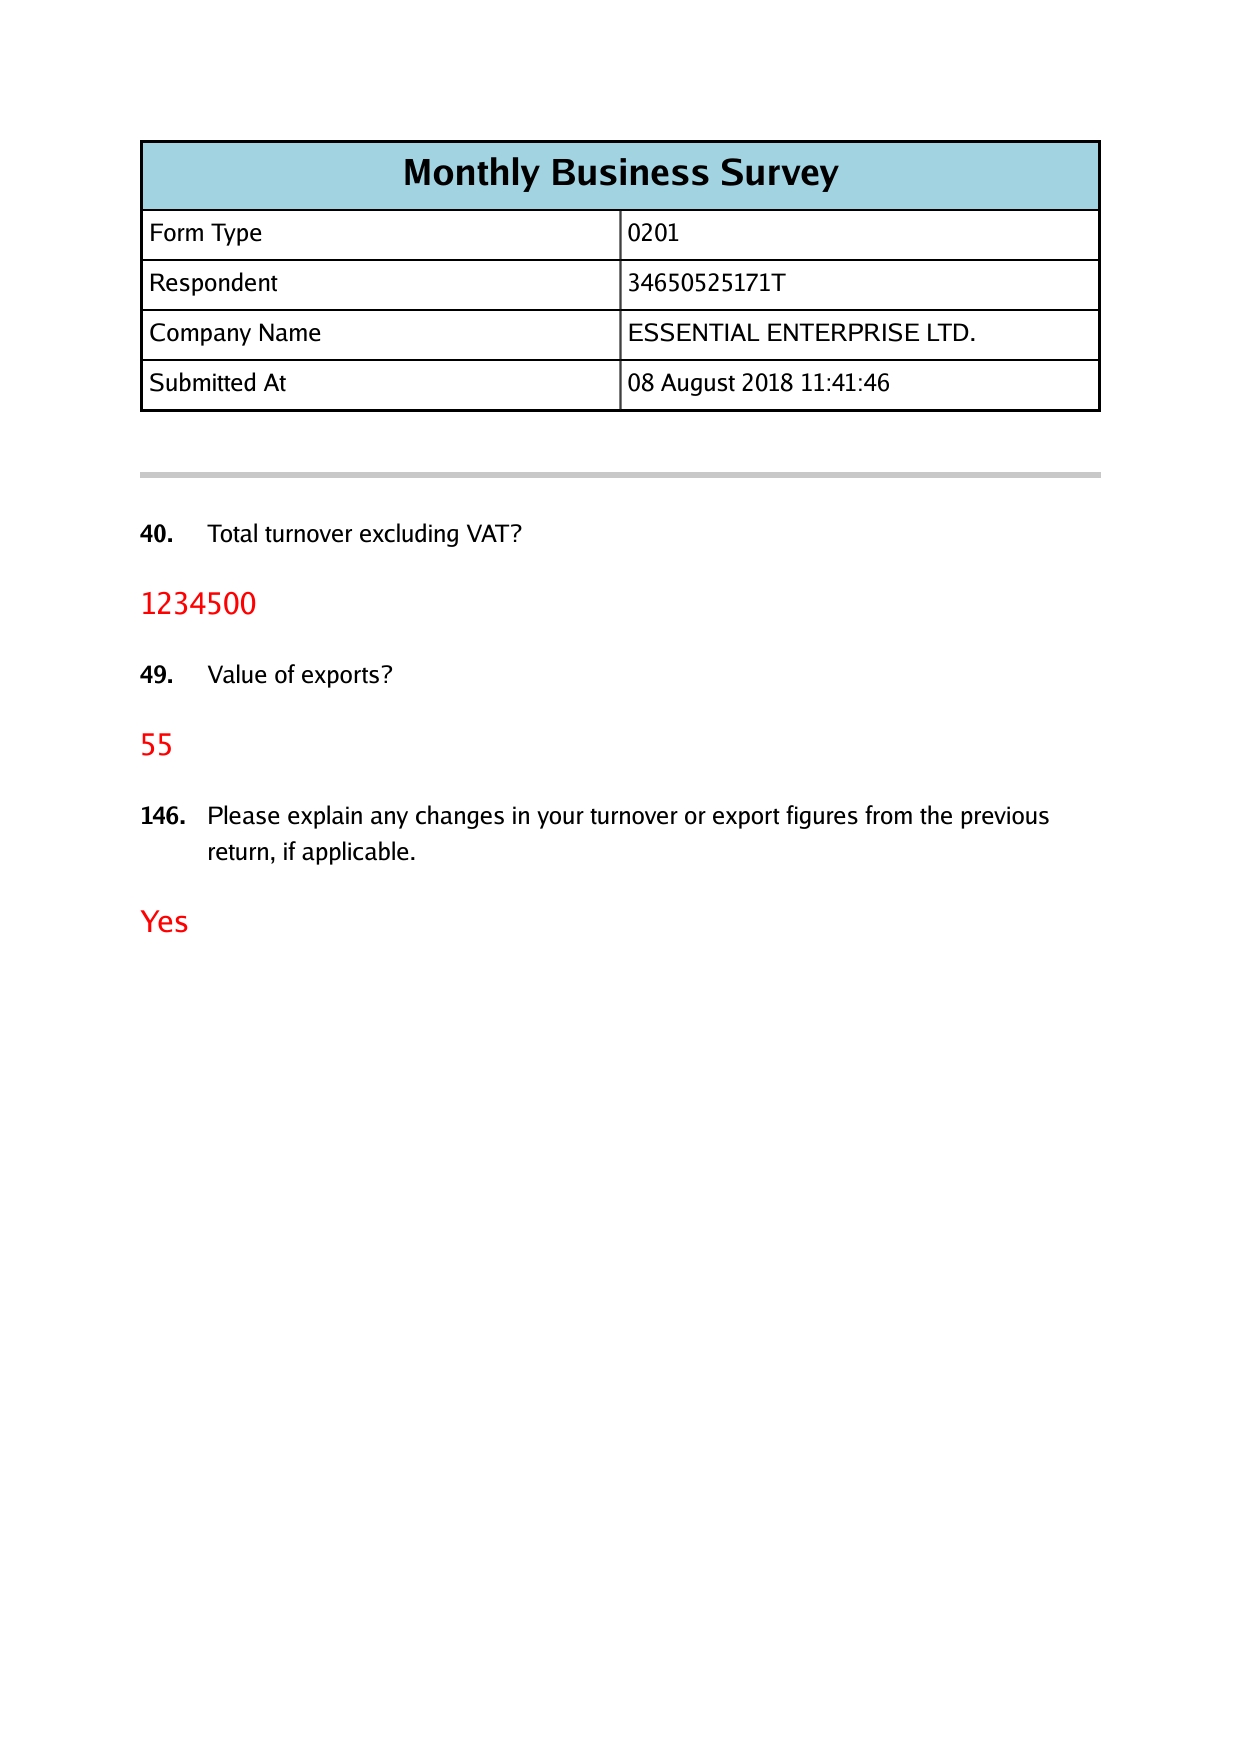 Monthly Business Survey
Form Type 0201
Respondent 34650525171T
Company Name ESSENTIAL ENTERPRISE LTD.
Submitted At 08 August 2018 11:41:46
40. Total turnover excluding VAT?
1234500
49. Value of exports?
55
146. Please explain any changes in your turnover or export figures from the previous
return, if applicable.
Yes